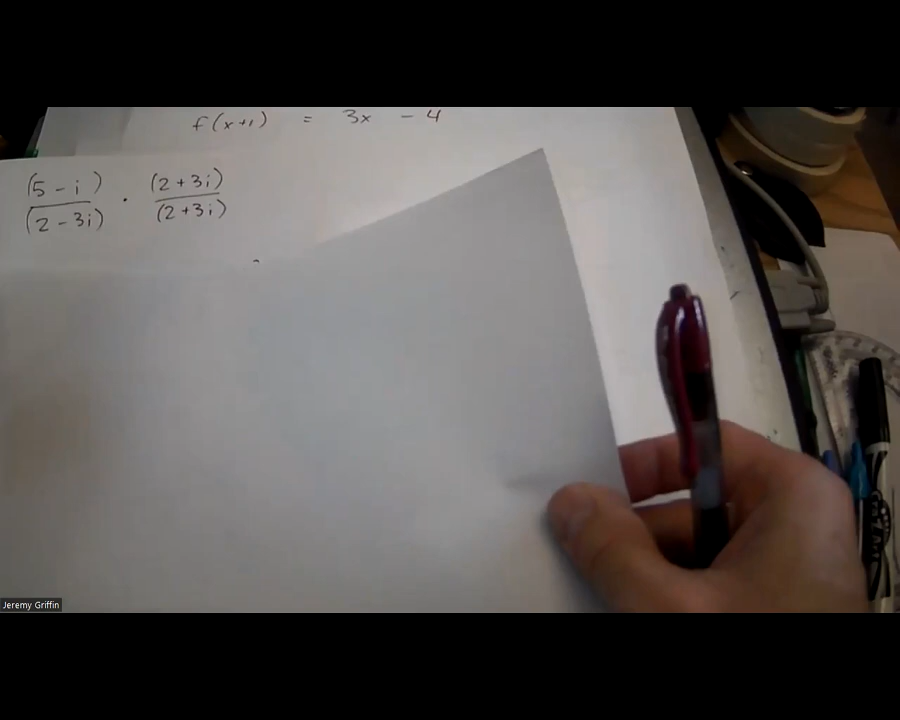 f(x+1) = 3x - 4
(5 - i) / (2 - 3i) · (2 + 3i) / (2 + 3i)
Jeremy Griffin